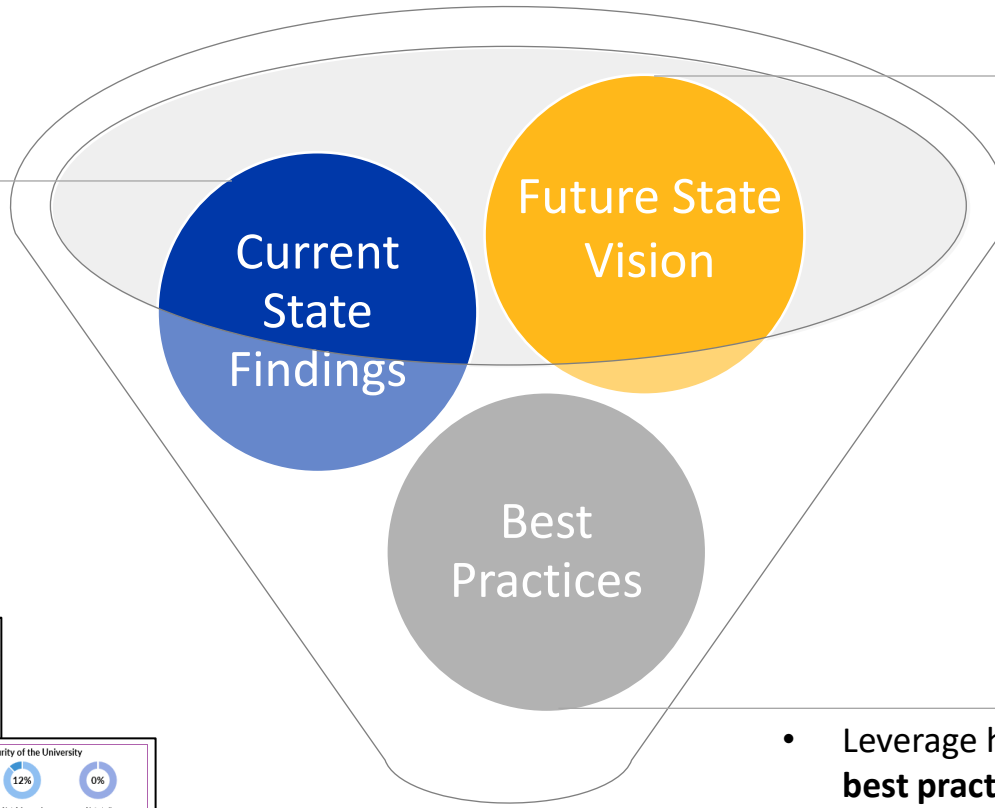 Future State
Vision
Current
State
Findings
Best
Practices
rity of the University
12%
0%
• Leverage h
best pract